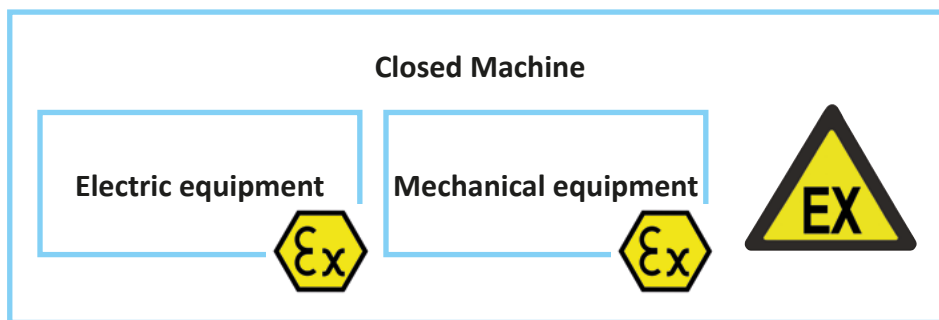 Closed Machine
Electric equipment
Mechanical equipment
EX
Ex
Ex